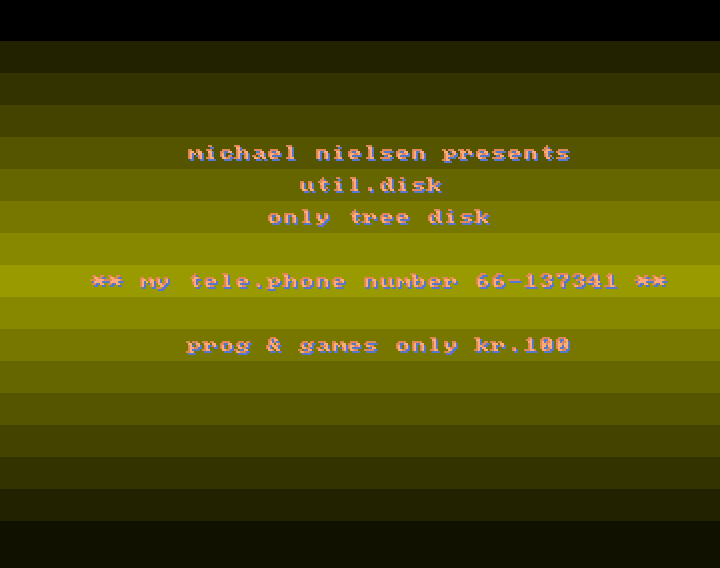 michael nielsen presents
util.disk
only tree disk
** my tele.phone number 66-137341 **
prog & games only kr.100